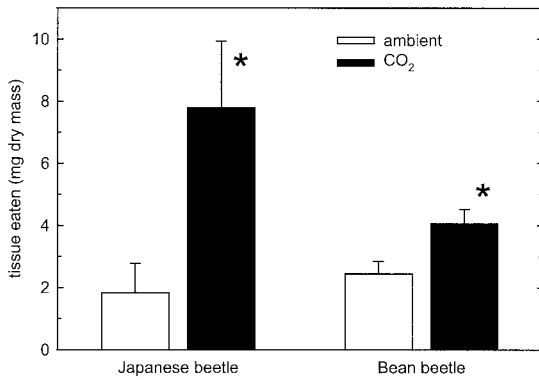 10
8
6
4
2
0
tissue eaten (mg dry mass)
ambient
CO₂
*
*
Japanese beetle
Bean beetle